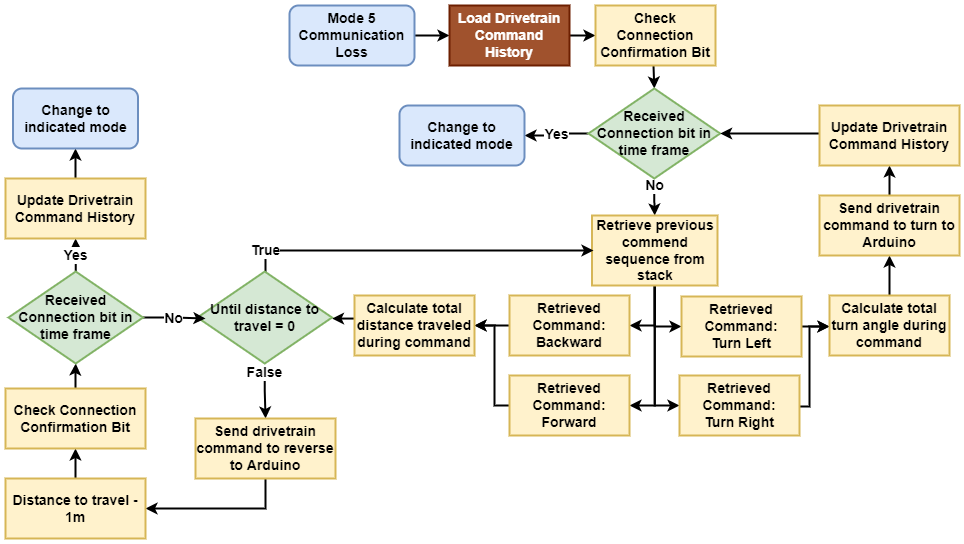 Mode 5
Communication
Loss
Load Drivetrain
Command
History
Check
Connection
Confirmation Bit
Change to
indicated mode
Change to
indicated mode
Yes
Received
Connection bit in
time frame
Update Drivetrain
Command History
No
Update Drivetrain
Command History
Send drivetrain
command to turn to
Arduino
Retrieve previous
commend
sequence from
stack
True
Yes
Received
Connection bit in
time frame
No
Until distance to
travel = 0
Calculate total
distance traveled
during command
Retrieved
Command:
Backward
Retrieved
Command:
Turn Left
Calculate total
turn angle during
command
False
Check Connection
Confirmation Bit
Retrieved
Command:
Forward
Retrieved
Command:
Turn Right
Send drivetrain
command to reverse
to Arduino
Distance to travel -
1m